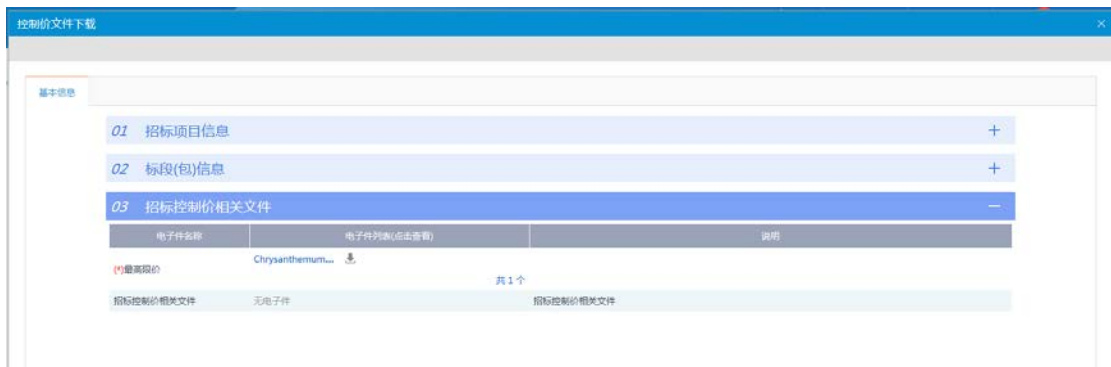 控制价文件下载
基本信息
01 招标项目信息
02 标段(包)信息
03 招标控制价相关文件
电子件名称 电子件列表(点击查看) 说明
(*)最高限价 Chrysanthemum...
共 1 个
招标控制价相关文件 无电子件 招标控制价相关文件